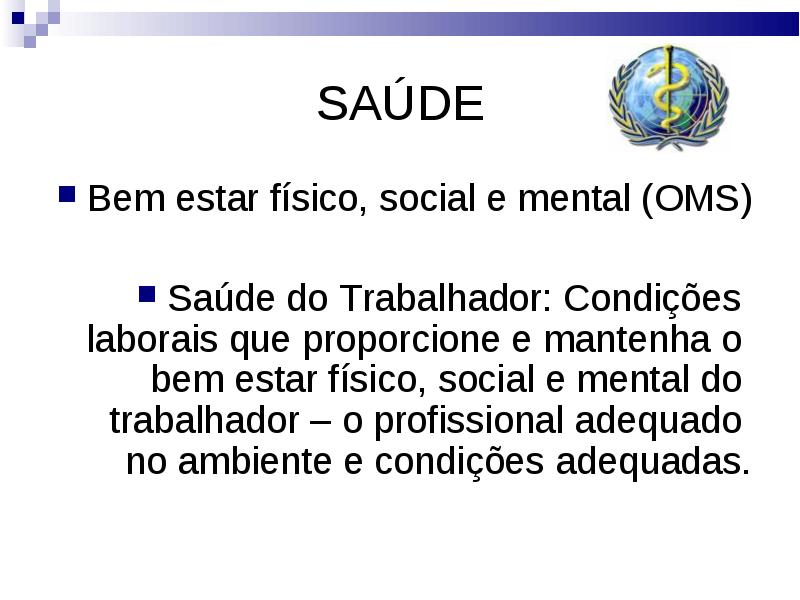 SAÚDE
Bem estar físico, social e mental (OMS)
Saúde do Trabalhador: Condições
laborais que proporcione e mantenha o
bem estar físico, social e mental do
trabalhador – o profissional adequado
no ambiente e condições adequadas.